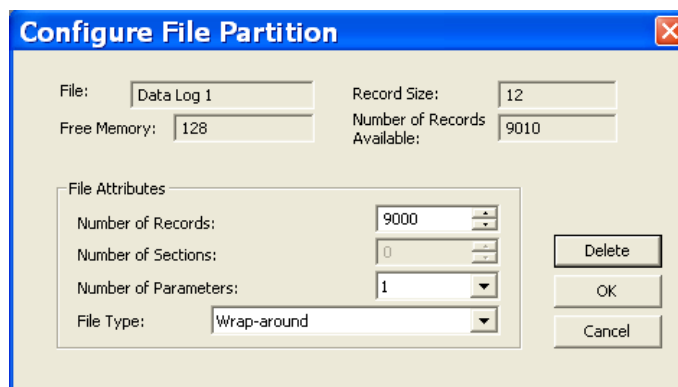 Configure File Partition
File: Data Log 1 Record Size: 12
Free Memory: 128 Number of Records Available: 9010
File Attributes
Number of Records: 9000
Number of Sections: 0
Number of Parameters: 1
File Type: Wrap-around
Delete
OK
Cancel